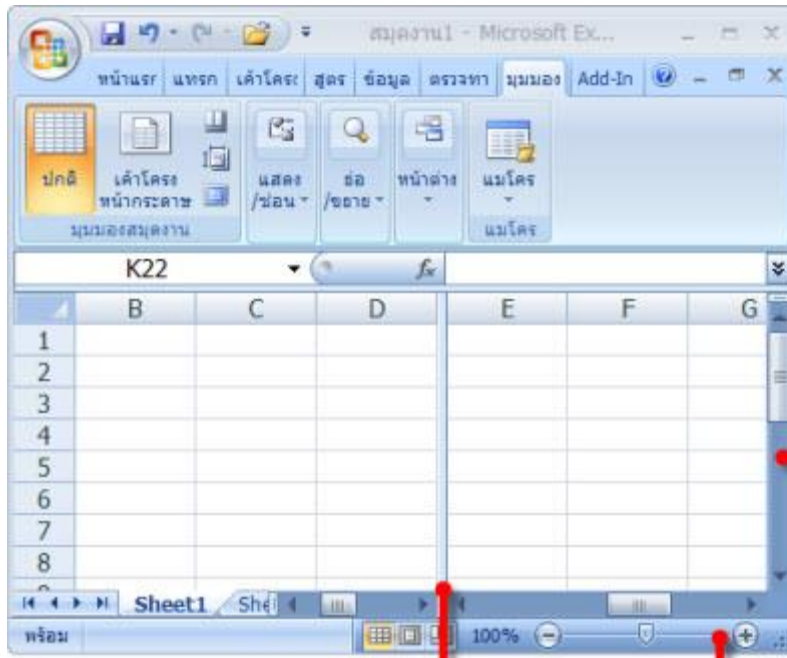 สมุดงาน1 - Microsoft Ex...
หน้าแรก แทรก เค้าโครง สูตร ข้อมูล ตรวจทา มุมมอง Add-In
ปกติ เค้าโครง แสดง ย่อ หน้าต่าง แมโคร
หน้ากระดาษ /ซ่อน /ขยาย
มุมมองสมุดงาน แมโคร
K22 fx
B C D E F G
1
2
3
4
5
6
7
8
Sheet1 She
พร้อม 100%